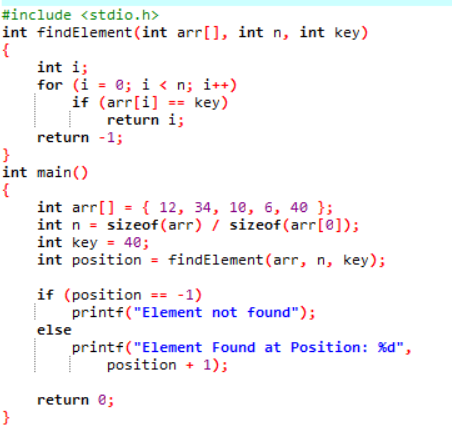 #include <stdio.h>
int findElement(int arr[], int n, int key)
{
    int i;
    for (i = 0; i < n; i++)
        if (arr[i] == key)
            return i;
    return -1;
}
int main()
{
    int arr[] = { 12, 34, 10, 6, 40 };
    int n = sizeof(arr) / sizeof(arr[0]);
    int key = 40;
    int position = findElement(arr, n, key);

    if (position == -1)
        printf("Element not found");
    else
        printf("Element Found at Position: %d",
            position + 1);

    return 0;
}